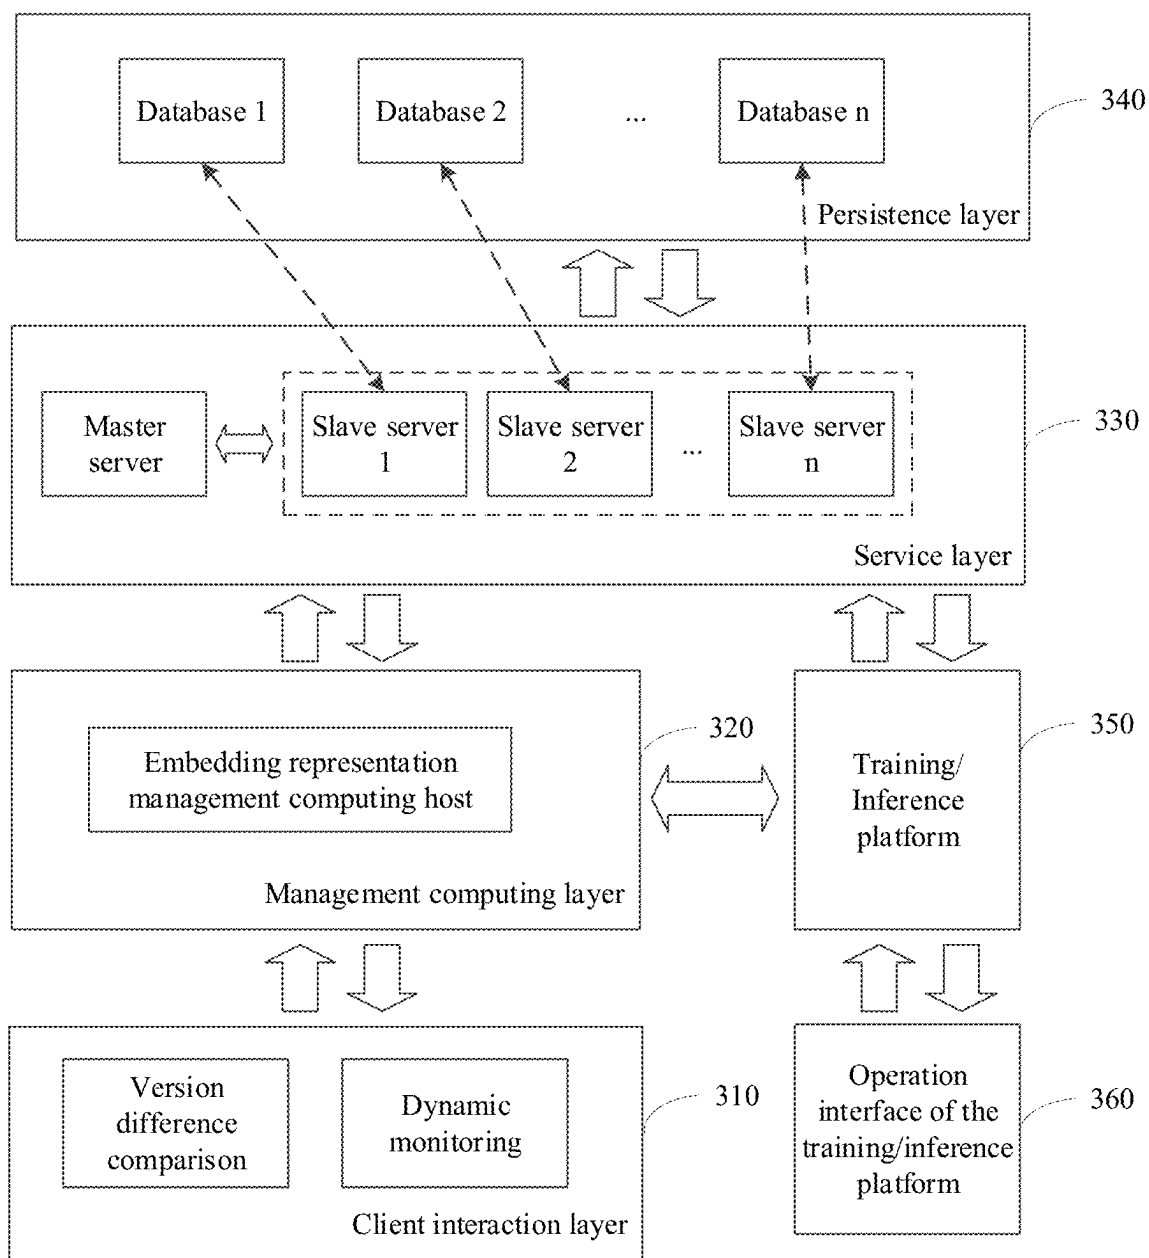 Database 1
Database 2
...
Database n
340
Persistence layer
Master
server
Slave server
1
Slave server
2
...
Slave server
n
330
Service layer
Embedding representation
management computing host
320
Management computing layer
Training/
Inference
platform
350
Version
difference
comparison
Dynamic
monitoring
310
Client interaction layer
Operation
interface of the
training/inference
platform
360